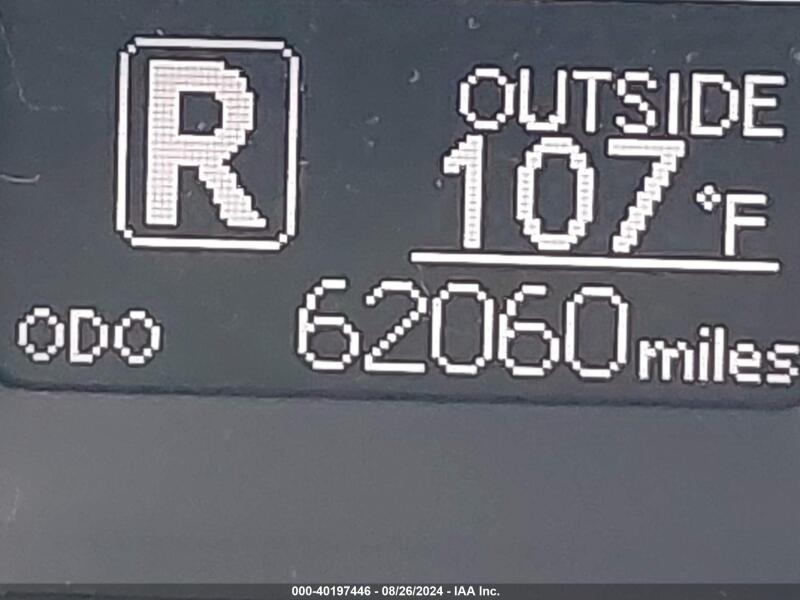 R
OUTSIDE
107°F
ODO 62060 miles
000-40197446 - 08/26/2024 - IAA Inc.